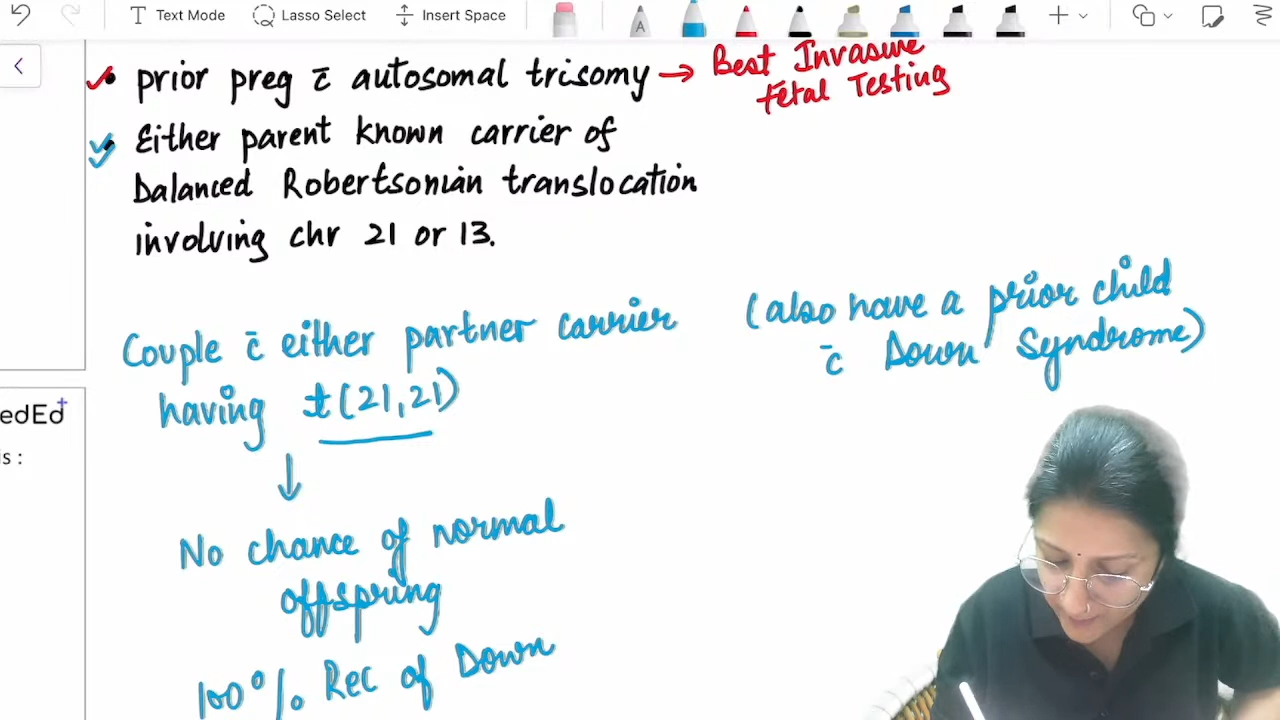 Text Mode Lasso Select Insert Space
• prior preg c̄ autosomal trisomy → Best Invasive
fetal Testing
• Either parent known carrier of
Balanced Robertsonian translocation
involving chr 21 or 13.
Couple c̄ either partner carrier
having t(21,21)
(also have a prior child
c̄ Down Syndrome)
↓
No chance of normal
offspring
100% Rec of Down
edEd+
is :